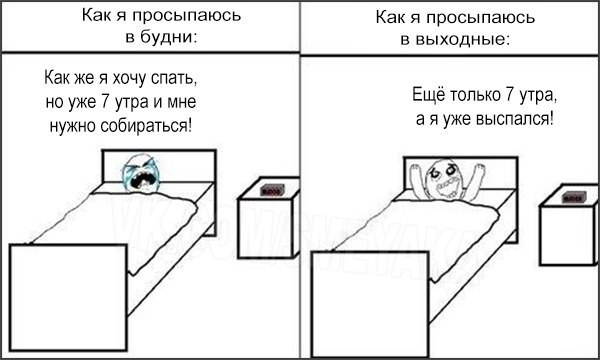 Как я просыпаюсь
в будни:
Как же я хочу спать,
но уже 7 утра и мне
нужно собираться!
Как я просыпаюсь
в выходные:
Ещё только 7 утра,
а я уже выспался!